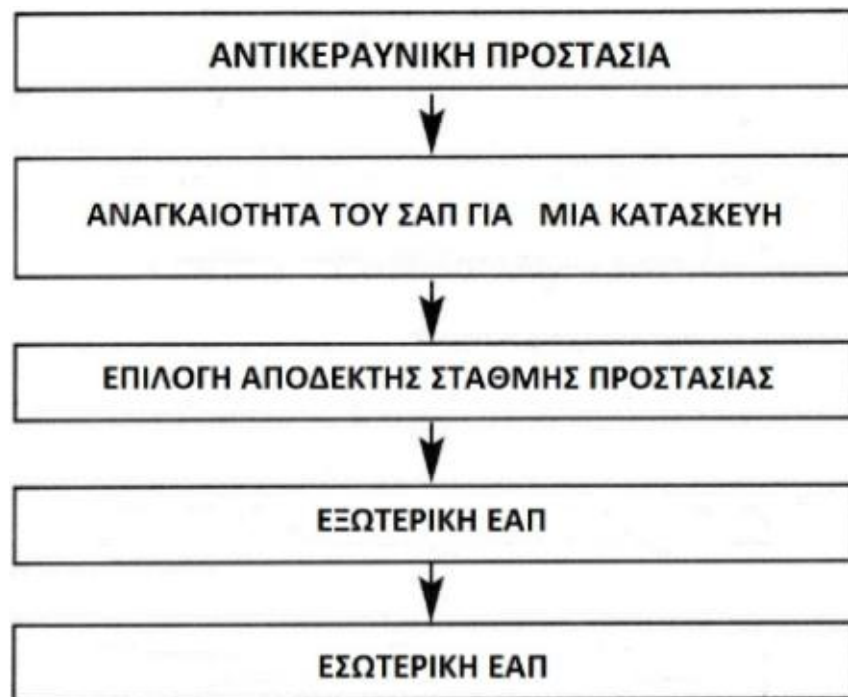 ΑΝΤΙΚΕΡΑΥΝΙΚΗ ΠΡΟΣΤΑΣΙΑ
ΑΝΑΓΚΑΙΟΤΗΤΑ ΤΟΥ ΣΑΠ ΓΙΑ ΜΙΑ ΚΑΤΑΣΚΕΥΗ
ΕΠΙΛΟΓΗ ΑΠΟΔΕΚΤΗΣ ΣΤΑΘΜΗΣ ΠΡΟΣΤΑΣΙΑΣ
ΕΞΩΤΕΡΙΚΗ ΕΑΠ
ΕΣΩΤΕΡΙΚΗ ΕΑΠ